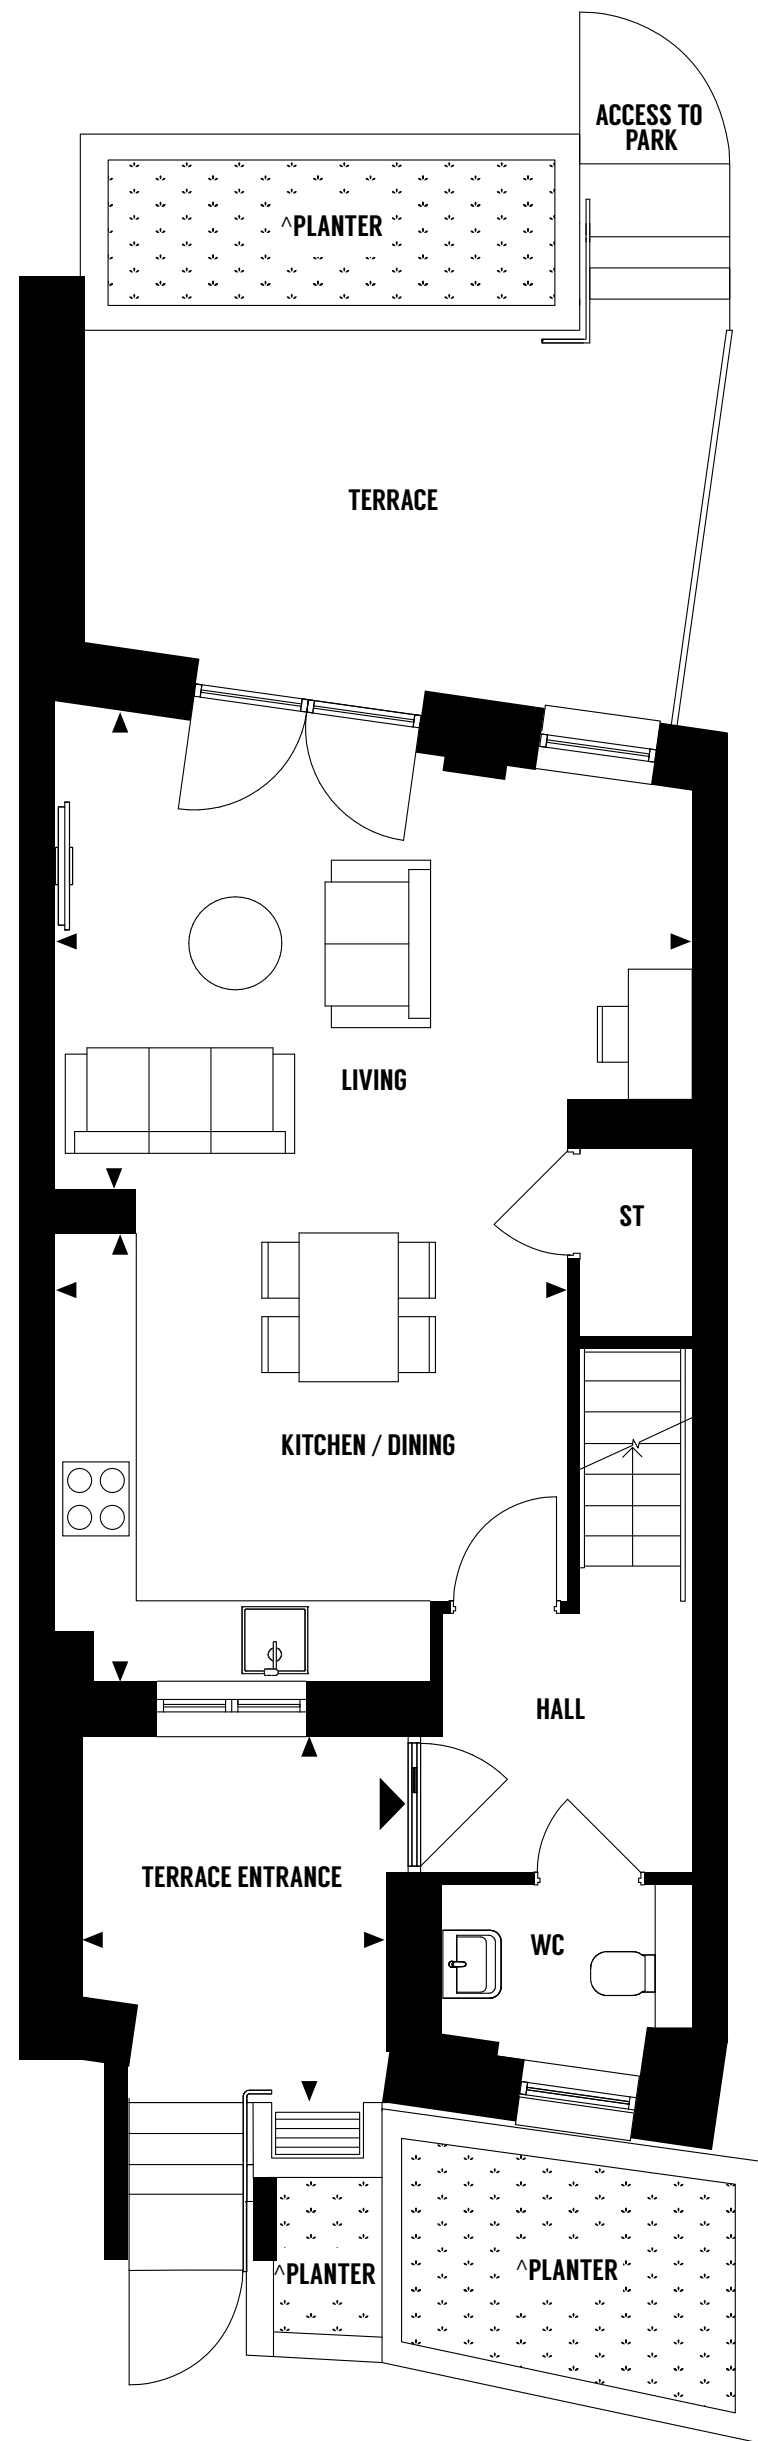 ACCESS TO
PARK
^PLANTER
TERRACE
LIVING
ST
KITCHEN / DINING
HALL
TERRACE ENTRANCE
WC
^PLANTER
^PLANTER